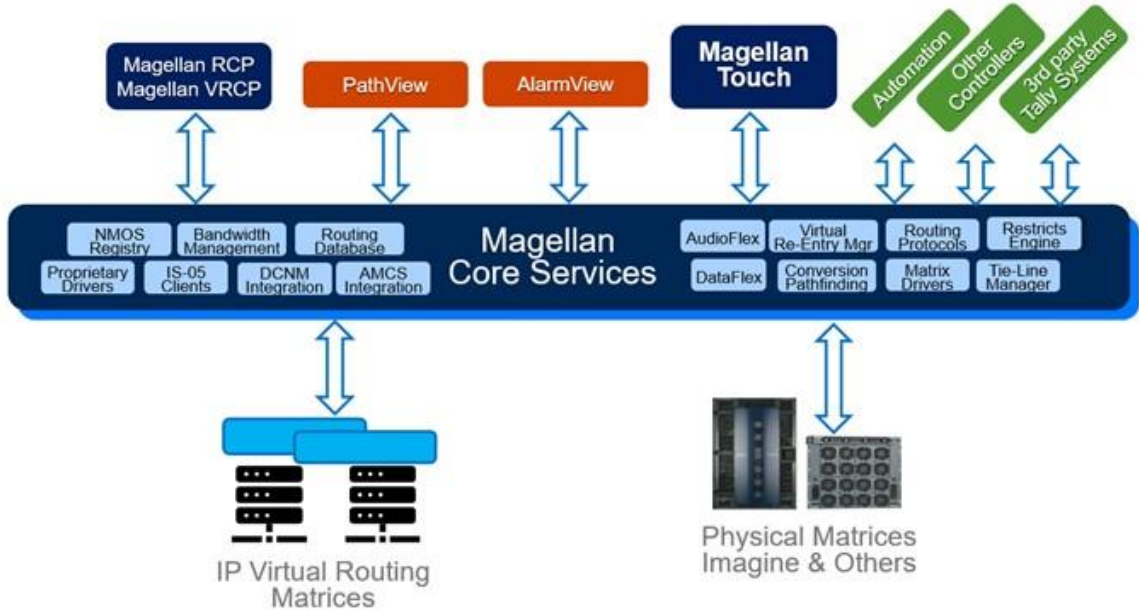 Magellan RCP
Magellan VRCP
PathView
AlarmView
Magellan
Touch
Automation
Other
Controllers
3rd party
Tally Systems
NMOS
Registry
Bandwidth
Management
Routing
Database
Proprietary
Drivers
IS-05
Clients
DCNM
Integration
AMCS
Integration
Magellan
Core Services
AudioFlex
Virtual
Re-Entry Mgr
Routing
Protocols
Restricts
Engine
DataFlex
Conversion
Pathfinding
Matrix
Drivers
Tie-Line
Manager
IP Virtual Routing
Matrices
Physical Matrices
Imagine & Others